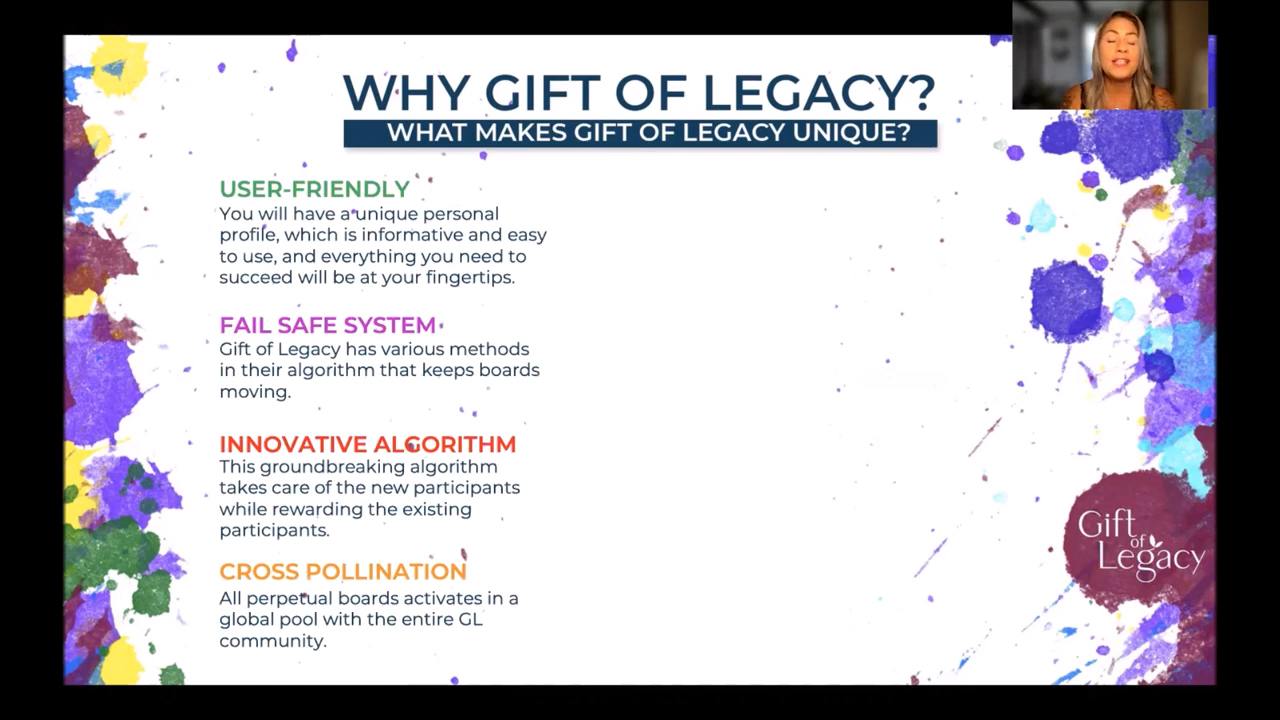 WHY GIFT OF LEGACY?
WHAT MAKES GIFT OF LEGACY UNIQUE?
USER-FRIENDLY
You will have a unique personal
profile, which is informative and easy
to use, and everything you need to
succeed will be at your fingertips.
FAIL SAFE SYSTEM
Gift of Legacy has various methods
in their algorithm that keeps boards
moving.
INNOVATIVE ALGORITHM
This groundbreaking algorithm
takes care of the new participants
while rewarding the existing
participants.
CROSS POLLINATION
All perpetual boards activates in a
global pool with the entire GL
community.
Gift
of
Legacy